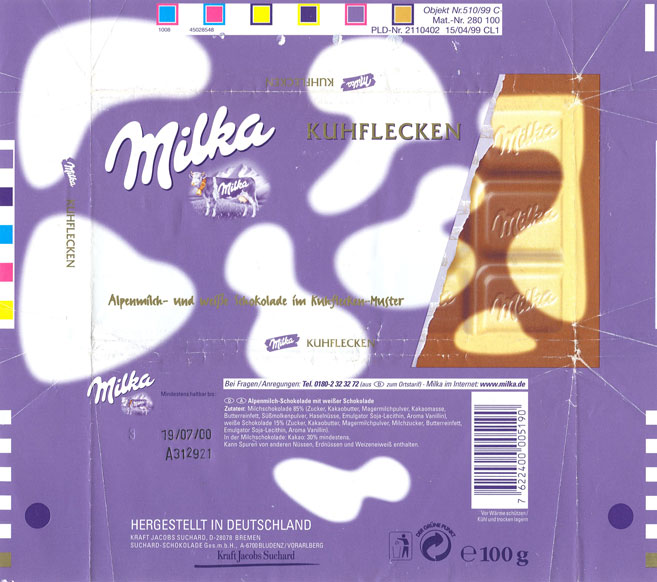 Objekt Nr.510/99 C
Mat.-Nr. 280 100
PLD-Nr. 2110402 15/04/99 CL1
1008 45028548
KUHFLECKEN Milka
Milka
KUHFLECKEN
Milka
Milka
Milka
Milka
Milka KUHFLECKEN
Alpenmilch- und weiße Schokolade im Kuhflecken-Muster
Milka KUHFLECKEN
Milka
Mindestens haltbar bis:
19/07/00
A312921
Bei Fragen/Anregungen: Tel. 0180-2 32 32 72 (aus D zum Ortstarif) - Milka im Internet: www.milka.de
D A Alpenmilch-Schokolade mit weißer Schokolade
Zutaten: Milchschokolade 85% (Zucker, Kakaobutter, Magermilchpulver, Kakaomasse,
Butterreinfett, Süßmolkenpulver, Haselnüsse, Emulgator Soja-Lecithin, Aroma Vanillin),
weiße Schokolade 15% (Zucker, Kakaobutter, Magermilchpulver, Milchzucker, Butterreinfett,
Emulgator Soja-Lecithin, Aroma Vanillin).
In der Milchschokolade: Kakao: 30% mindestens.
Kann Spuren von anderen Nüssen, Erdnüssen und Weizeneiweiß enthalten.
7 622400 005190
Vor Wärme schützen/
Kühl und trocken lagern
HERGESTELLT IN DEUTSCHLAND
KRAFT JACOBS SUCHARD, D-28078 BREMEN
SUCHARD-SCHOKOLADE Ges.m.b.H., A-6700 BLUDENZ/VORARLBERG
Kraft Jacobs Suchard
DER GRÜNE PUNKT
e 100 g